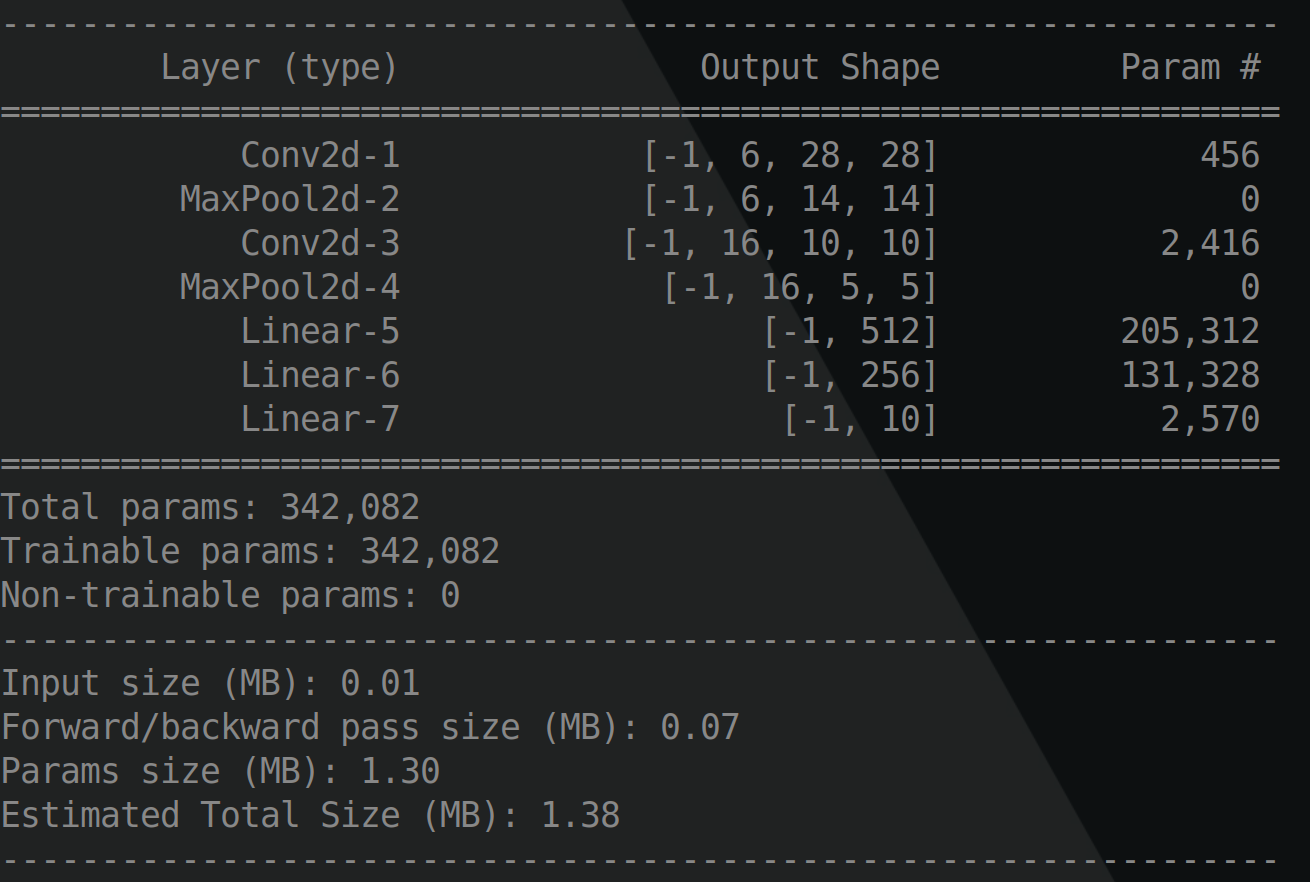 ----------------------------------------------------------------
Layer (type) Output Shape Param #
================================================================
Conv2d-1 [-1, 6, 28, 28] 456
MaxPool2d-2 [-1, 6, 14, 14] 0
Conv2d-3 [-1, 16, 10, 10] 2,416
MaxPool2d-4 [-1, 16, 5, 5] 0
Linear-5 [-1, 512] 205,312
Linear-6 [-1, 256] 131,328
Linear-7 [-1, 10] 2,570
================================================================
Total params: 342,082
Trainable params: 342,082
Non-trainable params: 0
----------------------------------------------------------------
Input size (MB): 0.01
Forward/backward pass size (MB): 0.07
Params size (MB): 1.30
Estimated Total Size (MB): 1.38
----------------------------------------------------------------